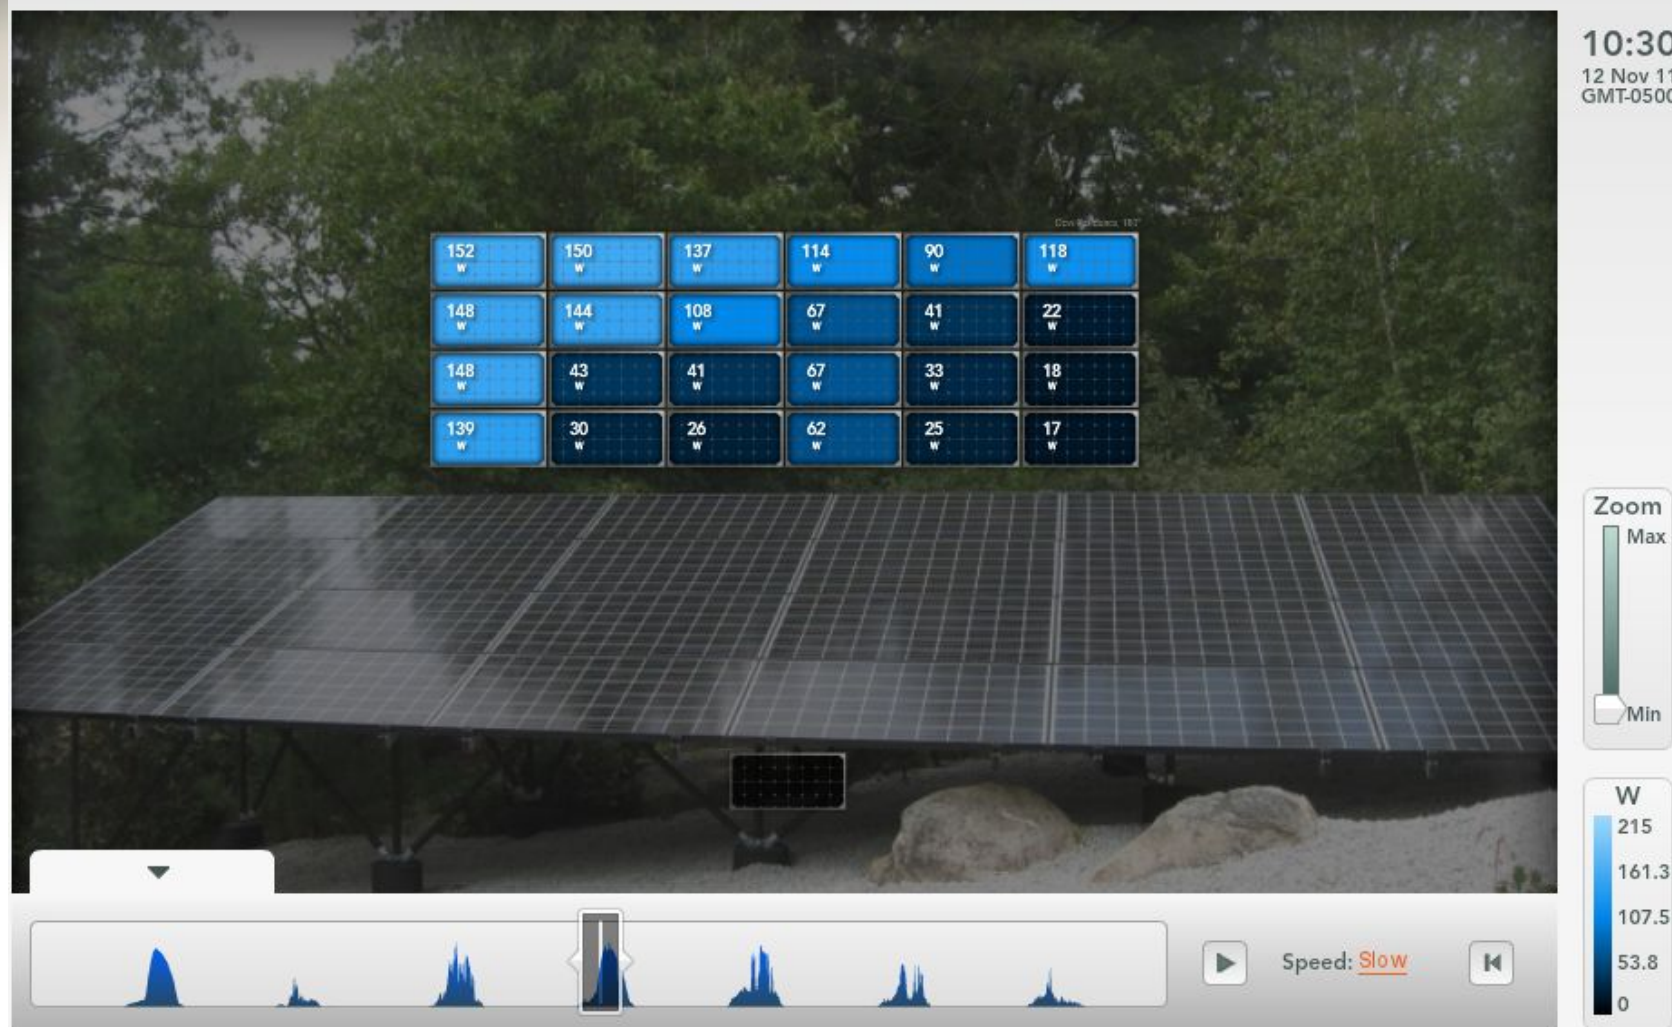 10:30
12 Nov 11
GMT-0500
152 W 150 W 137 W 114 W 90 W 118 W
148 W 144 W 108 W 67 W 41 W 22 W
148 W 43 W 41 W 67 W 33 W 18 W
139 W 30 W 26 W 62 W 25 W 17 W
Zoom
Max
Min
W
215
161.3
107.5
53.8
0
Speed: Slow